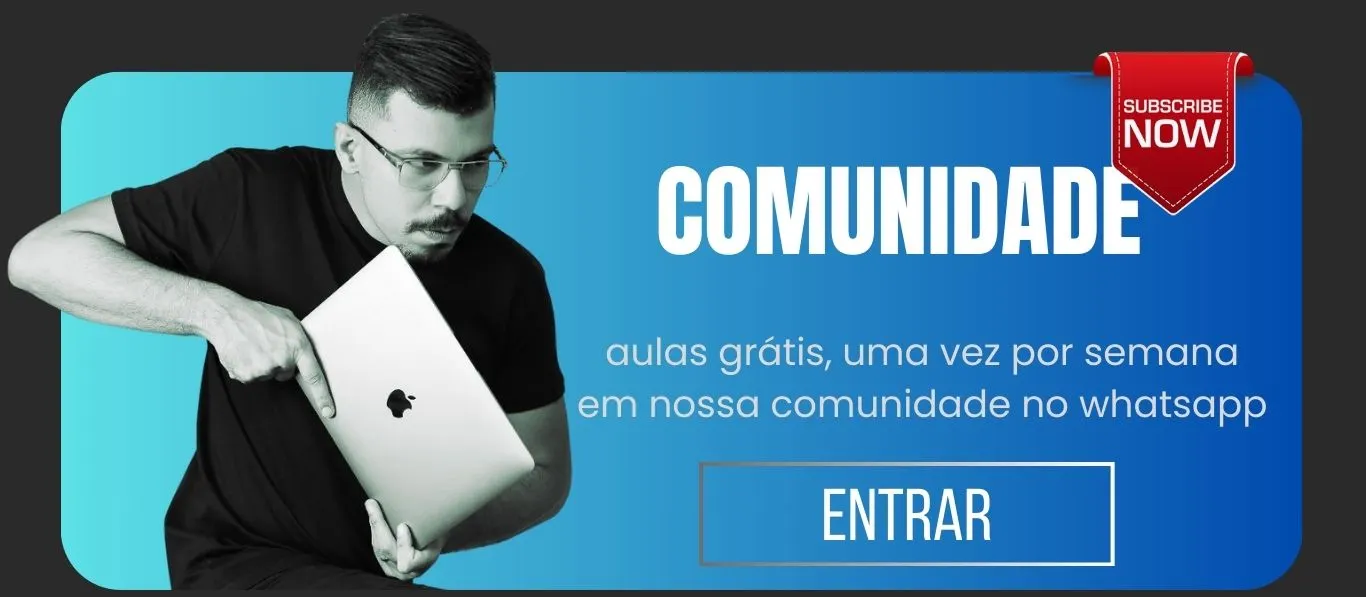 SUBSCRIBE
NOW
COMUNIDADE
aulas grátis, uma vez por semana
em nossa comunidade no whatsapp
ENTRAR